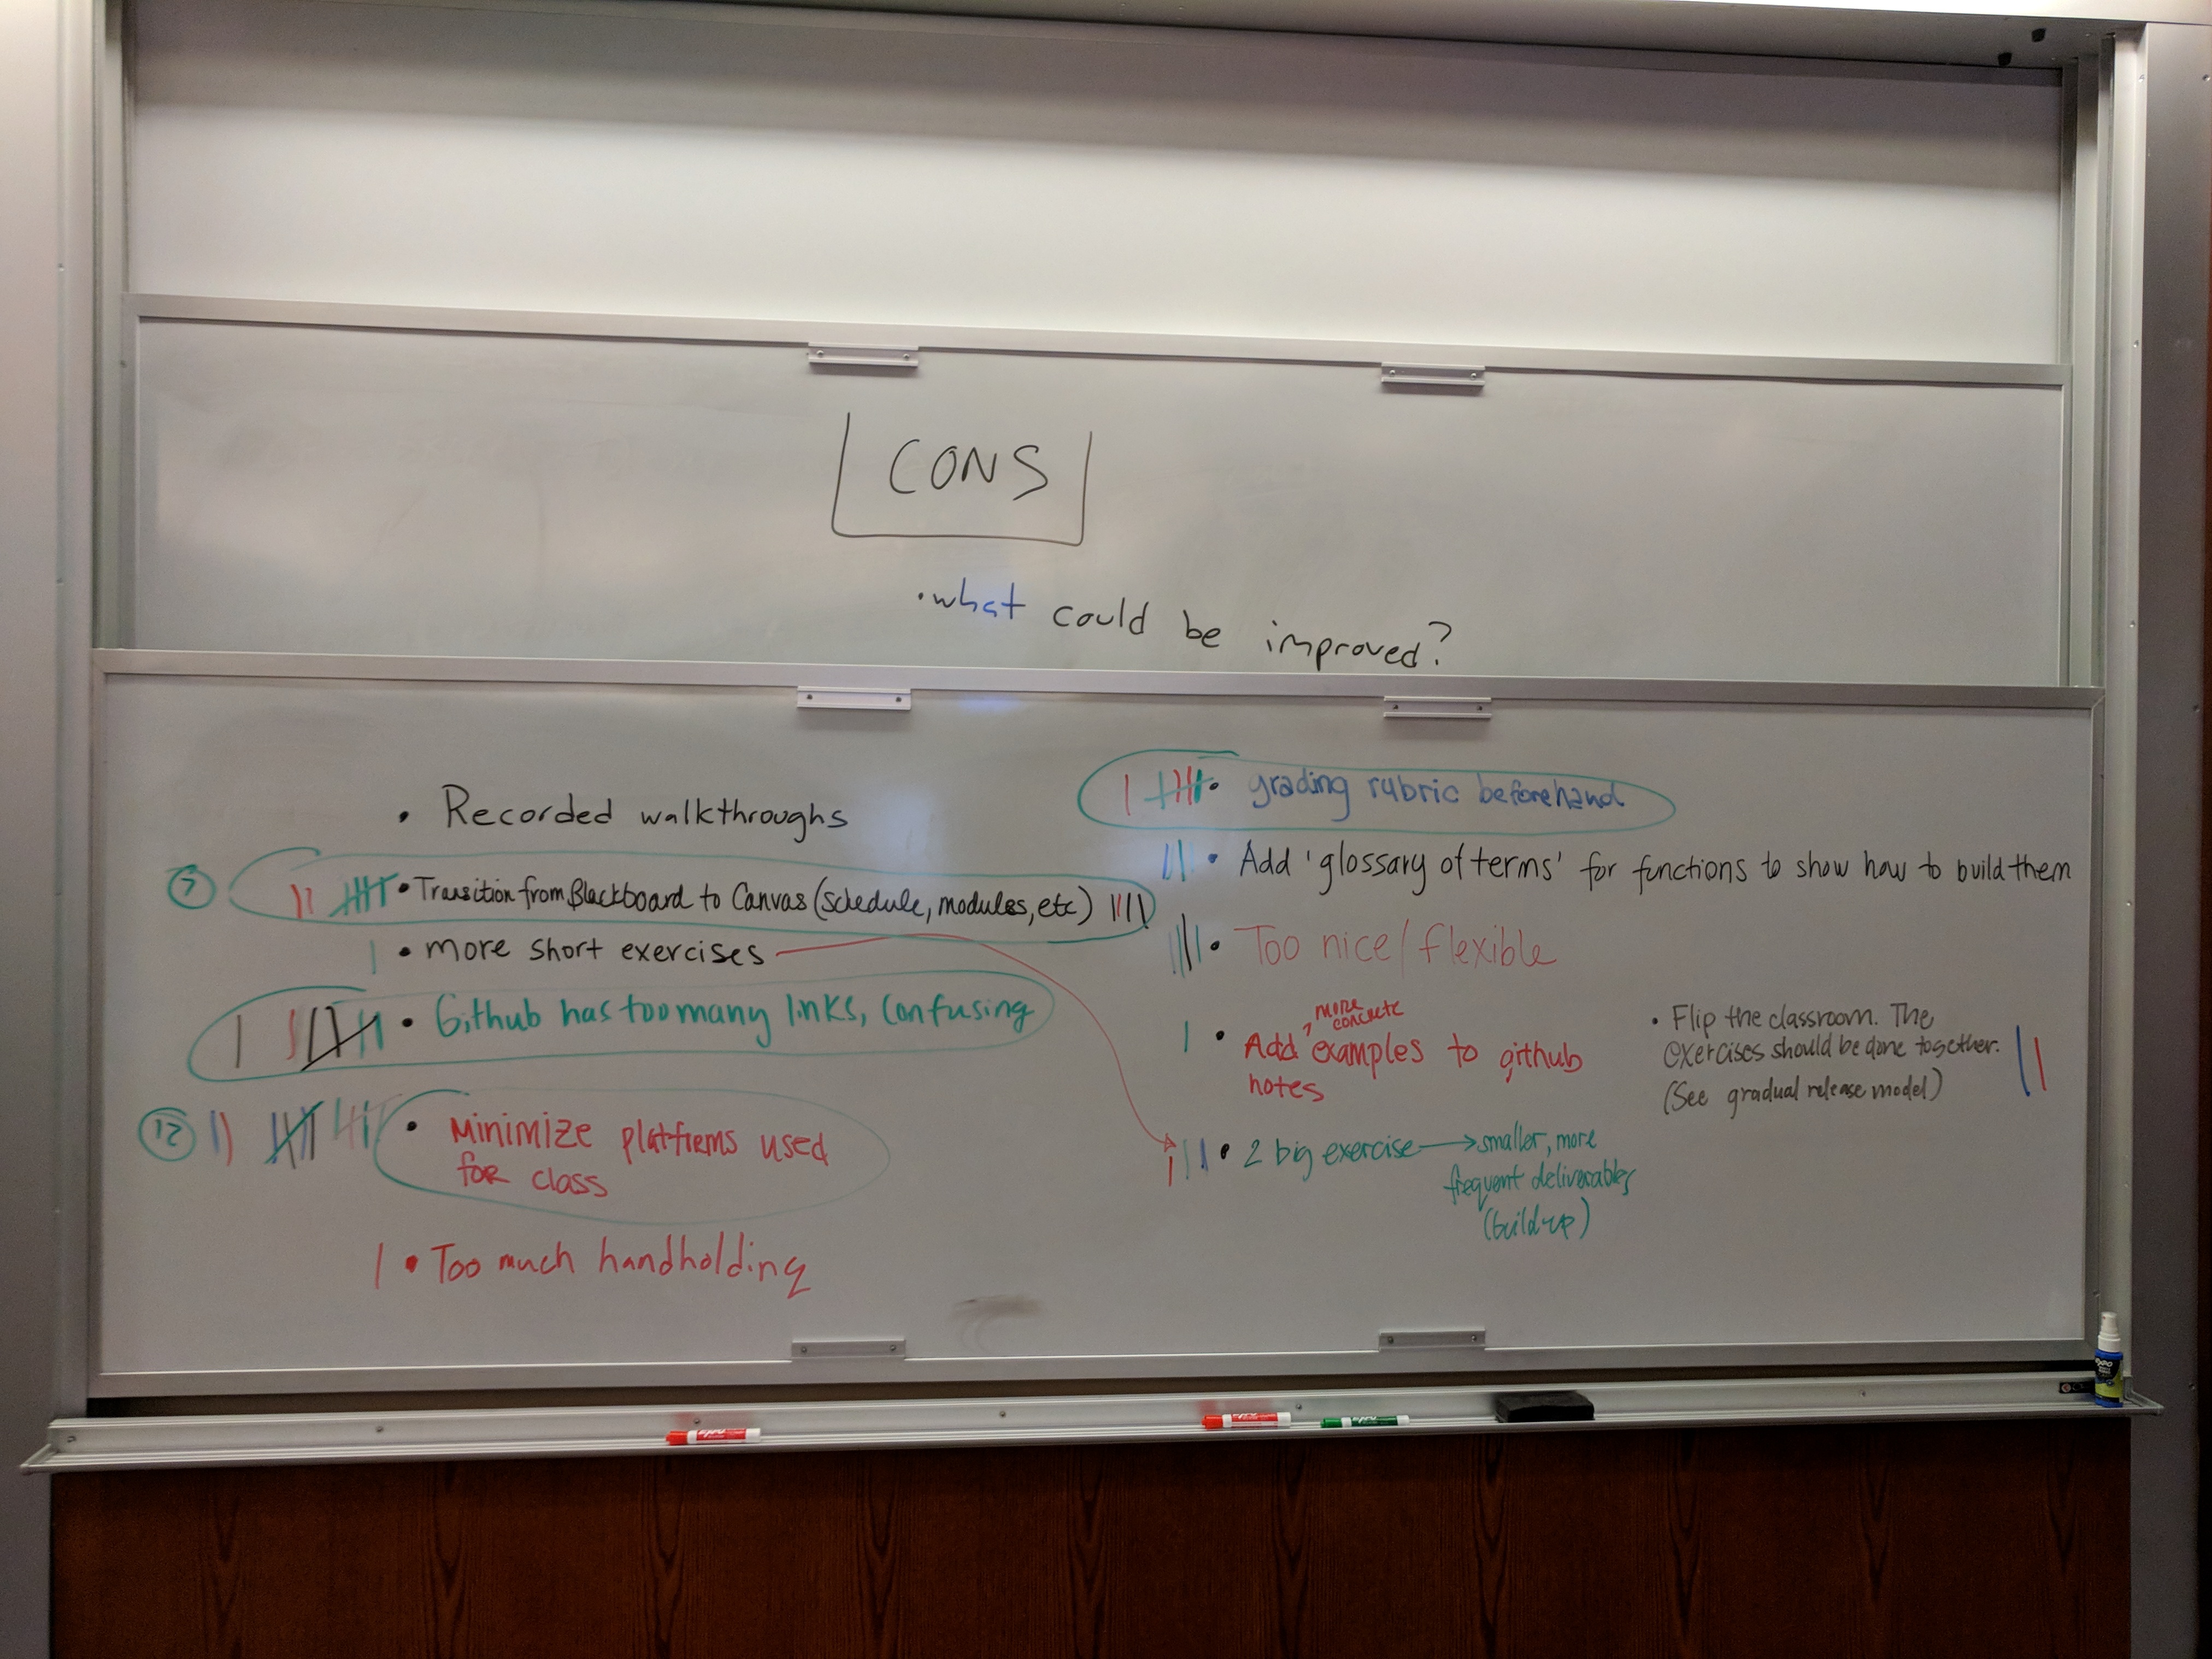 CONS
• what could be improved?
• Recorded walkthroughs
7 • Transition from Blackboard to Canvas (schedule, modules, etc)
• more short exercises
• Github has too many links, confusing
12 • Minimize platforms used
for class
• Too much handholding
• grading rubric beforehand
• Add 'glossary of terms' for functions to show how to build them
• Too nice/flexible
more
concrete
• Add examples to github
notes
• 2 big exercise → smaller, more
frequent deliverables
(build-up)
• Flip the classroom. The
exercises should be done together.
(See gradual release model)
expo